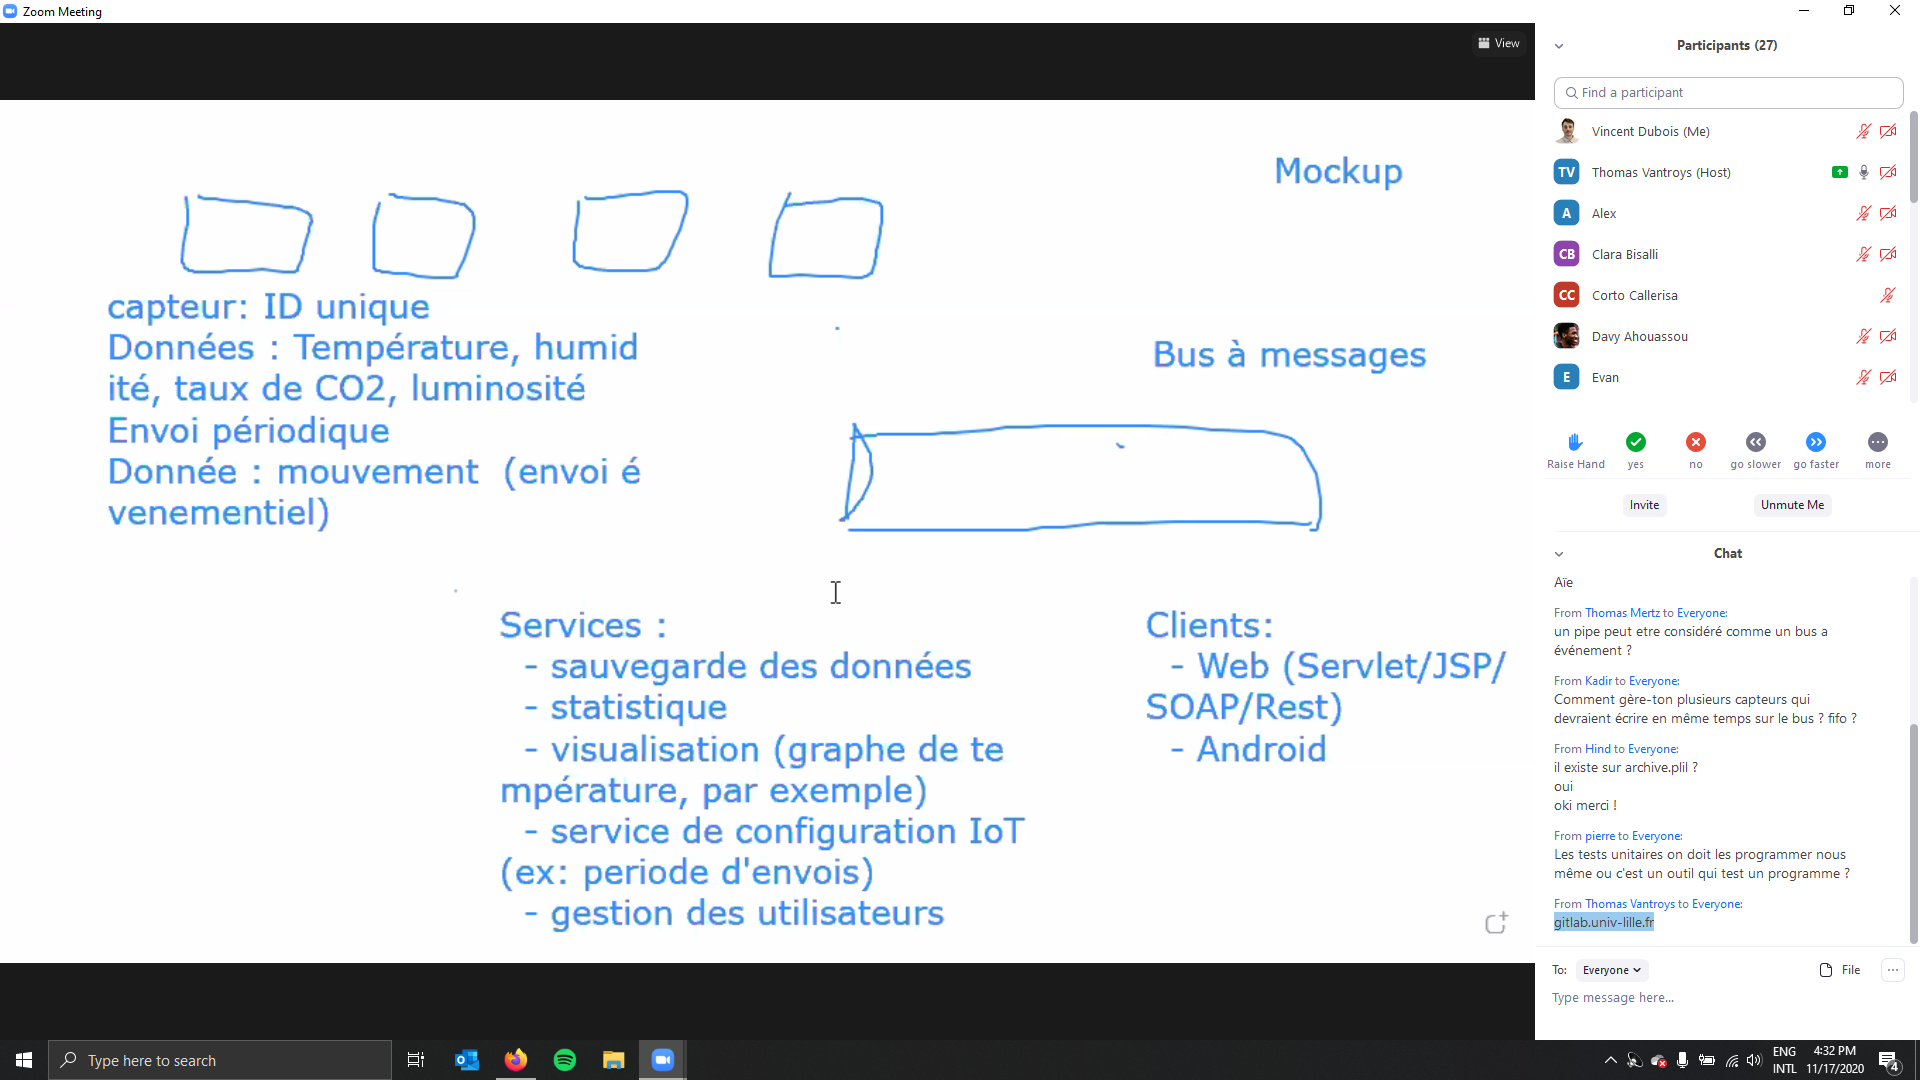 Zoom Meeting
View
Mockup
capteur: ID unique
Données : Température, humid
ité, taux de CO2, luminosité
Envoi périodique
Donnée : mouvement  (envoi é
venementiel)
Bus à messages
Services :
- sauvegarde des données
- statistique
- visualisation (graphe de te
mpérature, par exemple)
- service de configuration IoT
(ex: periode d'envois)
- gestion des utilisateurs
Clients:
- Web (Servlet/JSP/
SOAP/Rest)
- Android
Participants (27)
Find a participant
Vincent Dubois (Me)
TV Thomas Vantroys (Host)
A Alex
CB Clara Bisalli
CC Corto Callerisa
Davy Ahouassou
E Evan
Raise Hand yes no go slower go faster more
Invite Unmute Me
Chat
Aïe
From Thomas Mertz to Everyone:
un pipe peut etre considéré comme un bus a
événement ?
From Kadir to Everyone:
Comment gère-ton plusieurs capteurs qui
devraient écrire en même temps sur le bus ? fifo ?
From Hind to Everyone:
il existe sur archive.plil ?
oui
oki merci !
From pierre to Everyone:
Les tests unitaires on doit les programmer nous
même ou c'est un outil qui test un programme ?
From Thomas Vantroys to Everyone:
gitlab.univ-lille.fr
To: Everyone File
Type message here...
Type here to search
ENG 4:32 PM
INTL 11/17/2020 4